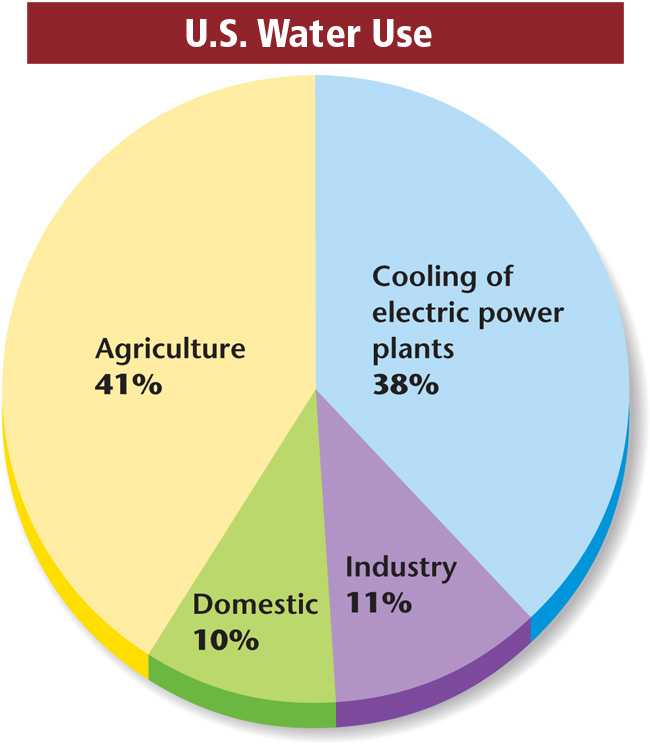 U.S. Water Use
Cooling of
electric power
plants
38%
Agriculture
41%
Industry
11%
Domestic
10%